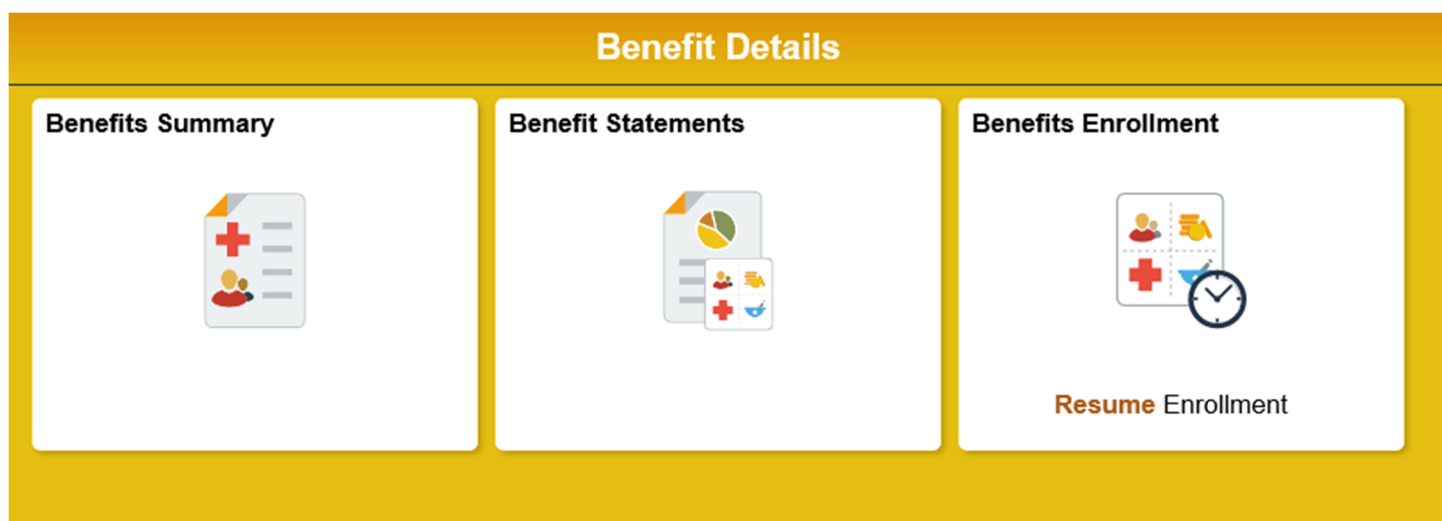 Benefit Details
Benefits Summary
Benefit Statements
Benefits Enrollment
Resume Enrollment